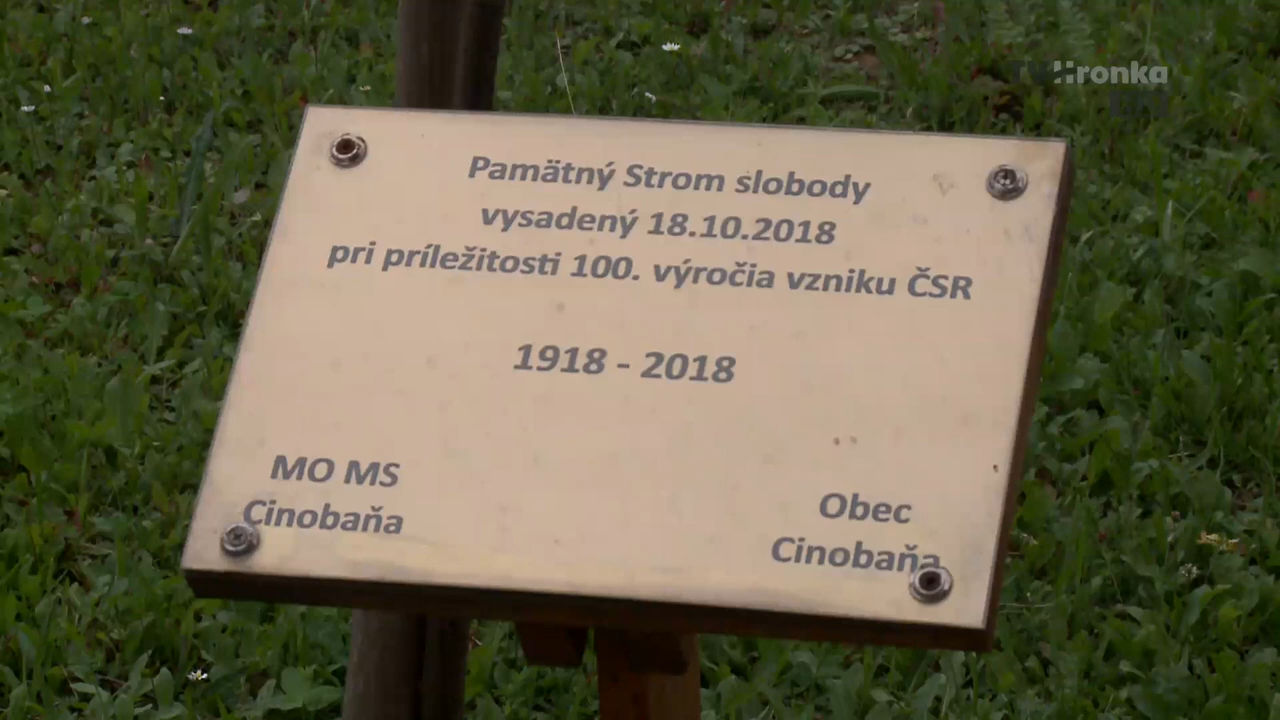 TVHronka
Pamätný Strom slobody
vysadený 18.10.2018
pri príležitosti 100. výročia vzniku ČSR
1918 - 2018
MO MS
Cinobaňa
Obec
Cinobaňa